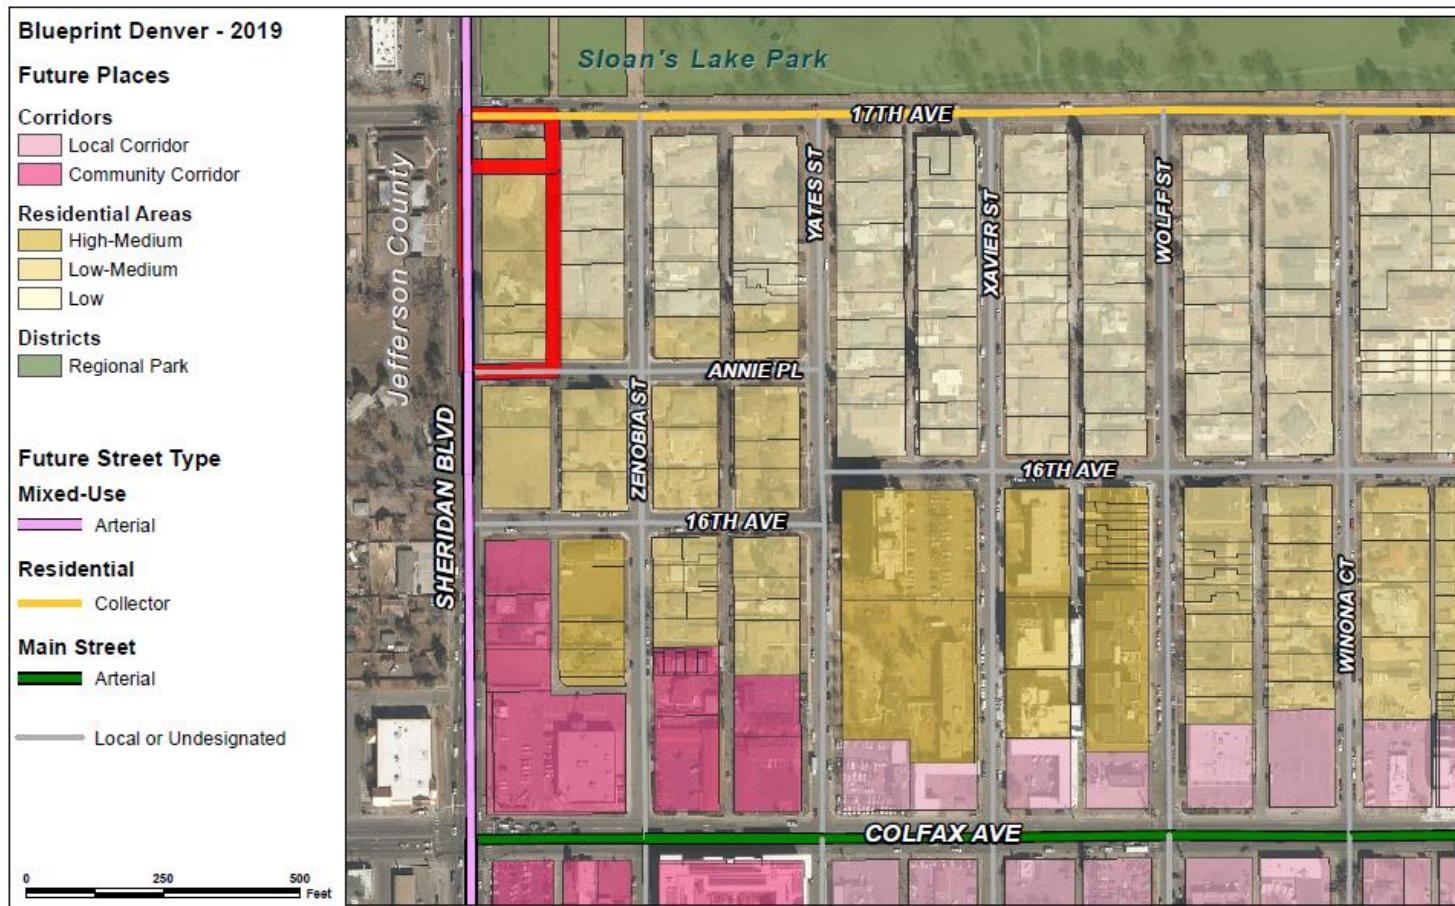 Blueprint Denver - 2019
Future Places
Corridors
Local Corridor
Community Corridor
Residential Areas
High-Medium
Low-Medium
Low
Districts
Regional Park
Future Street Type
Mixed-Use
Arterial
Residential
Collector
Main Street
Arterial
Local or Undesignated
0 250 500
Feet
Sloan's Lake Park
17TH AVE
Jefferson County
YATES ST
XAVIER ST
WOLFF ST
ANNIE PL
SHERIDAN BLVD
ZENOBIA ST
16TH AVE
16TH AVE
WINONA CT
COLFAX AVE